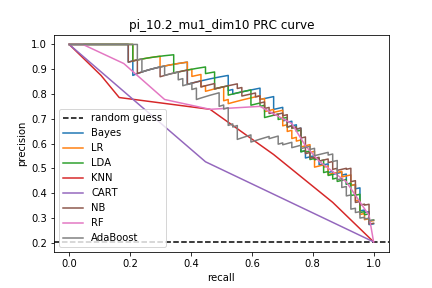 pi_10.2_mu1_dim10 PRC curve
1.0
0.9
0.8
0.7
0.6
0.5
0.4
0.3
0.2
precision
random guess
Bayes
LR
LDA
KNN
CART
NB
RF
AdaBoost
0.0 0.2 0.4 0.6 0.8 1.0
recall